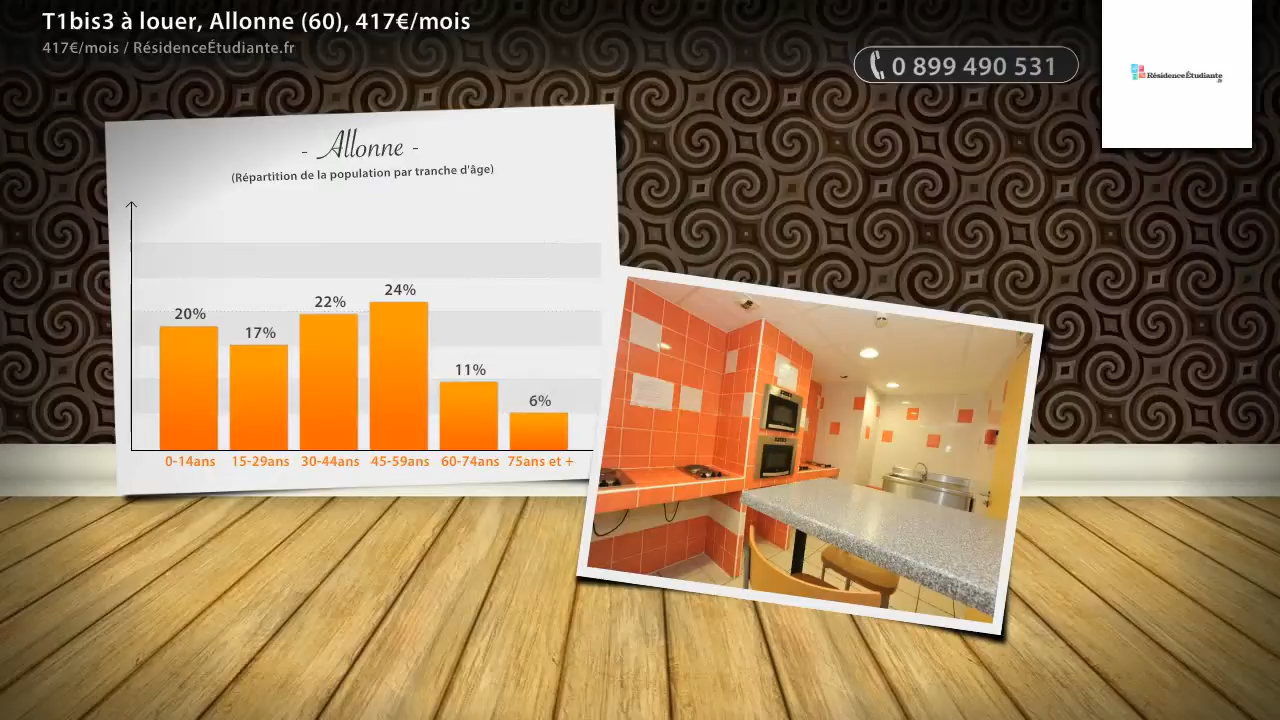 T1bis3 à louer, Allonne (60), 417€/mois
417€/mois / RésidenceÉtudiante.fr
0 899 490 531
RésidenceÉtudiante
.fr
- Allonne -
(Répartition de la population par tranche d'âge)
20%
17%
22%
24%
11%
6%
0-14ans
15-29ans
30-44ans
45-59ans
60-74ans
75ans et +